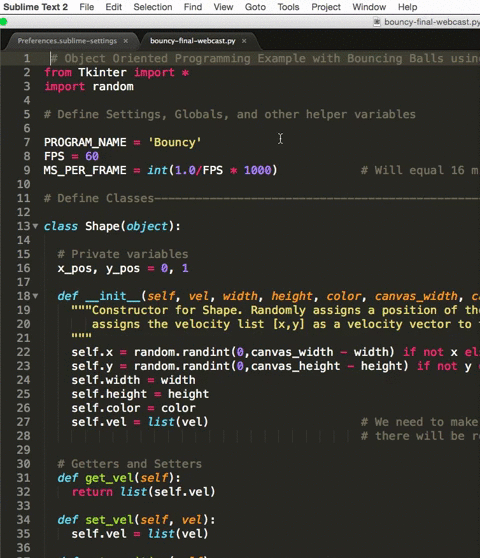 Sublime Text 2 File Edit Selection Find View Goto Tools Project Window Help
bouncy-final-webcast.py
Preferences.sublime-settings × bouncy-final-webcast.py ×
1 # Object Oriented Programming Example with Bouncing Balls usin
2 from Tkinter import *
3 import random
4
5 # Define Settings, Globals, and other helper variables
6
7 PROGRAM_NAME = 'Bouncy'
8 FPS = 60
9 MS_PER_FRAME = int(1.0/FPS * 1000) # Will equal 16 m
10
11 # Define Classes------------------------------------------------
12
13 class Shape(object):
14
15 # Private variables
16 x_pos, y_pos = 0, 1
17
18 def __init__(self, vel, width, height, color, canvas_width, ca
19 """Constructor for Shape. Randomly assigns a position of the
20 assigns the velocity list [x,y] as a velocity vector to t
21 """
22 self.x = random.randint(0,canvas_width - width) if not x els
23 self.y = random.randint(0,canvas_height - height) if not y e
24 self.width = width
25 self.height = height
26 self.color = color
27 self.vel = list(vel) # We need to make
28 # there will be re
29
30 # Getters and Setters
31 def get_vel(self):
32 return list(self.vel)
33
34 def set_vel(self, vel):
35 self.vel = list(vel)
36